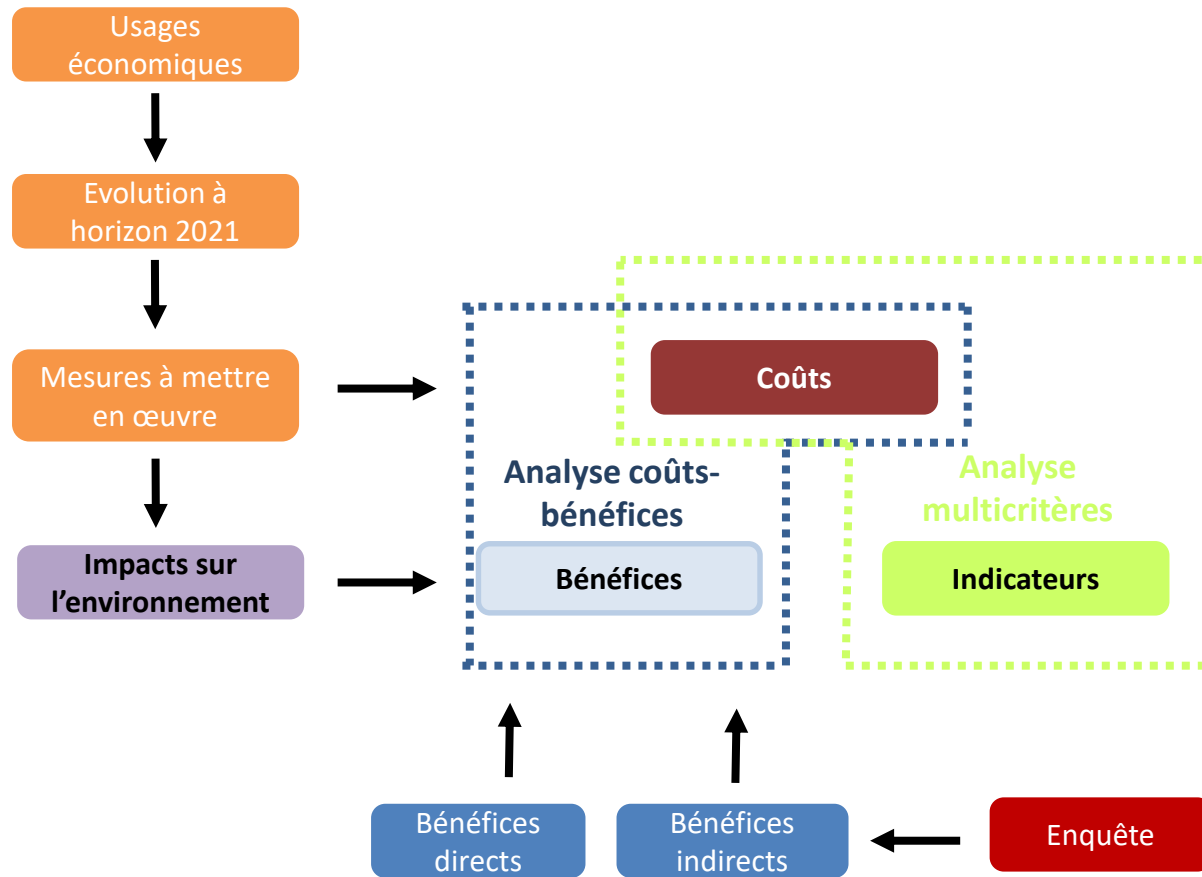 Usages
économiques
Evolution à
horizon 2021
Mesures à mettre
en œuvre
Impacts sur
l'environnement
Coûts
Analyse coûts-
bénéfices
Bénéfices
Analyse
multicritères
Indicateurs
Bénéfices
directs
Bénéfices
indirects
Enquête